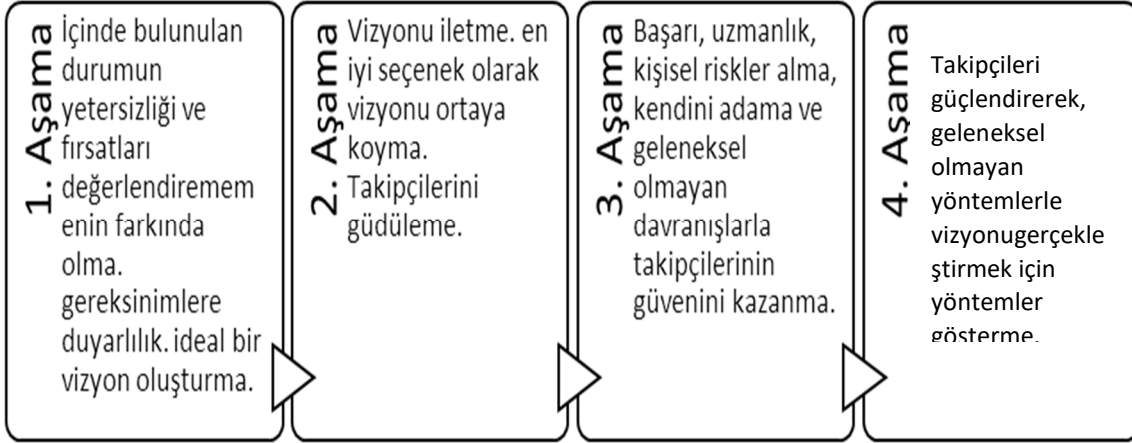 1. Aşama
İçinde bulunulan
durumun
yetersizliği ve
fırsatları
değerlendiremem
enin farkında
olma.
gereksinimlere
duyarlılık. ideal bir
vizyon oluşturma.
2. Aşama
Vizyonu iletme. en
iyi seçenek olarak
vizyonu ortaya
koyma.
Takipçilerini
güdüleme.
3. Aşama
Başarı, uzmanlık,
kişisel riskler alma,
kendini adama ve
geleneksel
olmayan
davranışlarla
takipçilerinin
güvenini kazanma.
4. Aşama
Takipçileri
güçlendirerek,
geleneksel
olmayan
yöntemlerle
vizyonugerçekle
ştirmek için
yöntemler
gösterme.